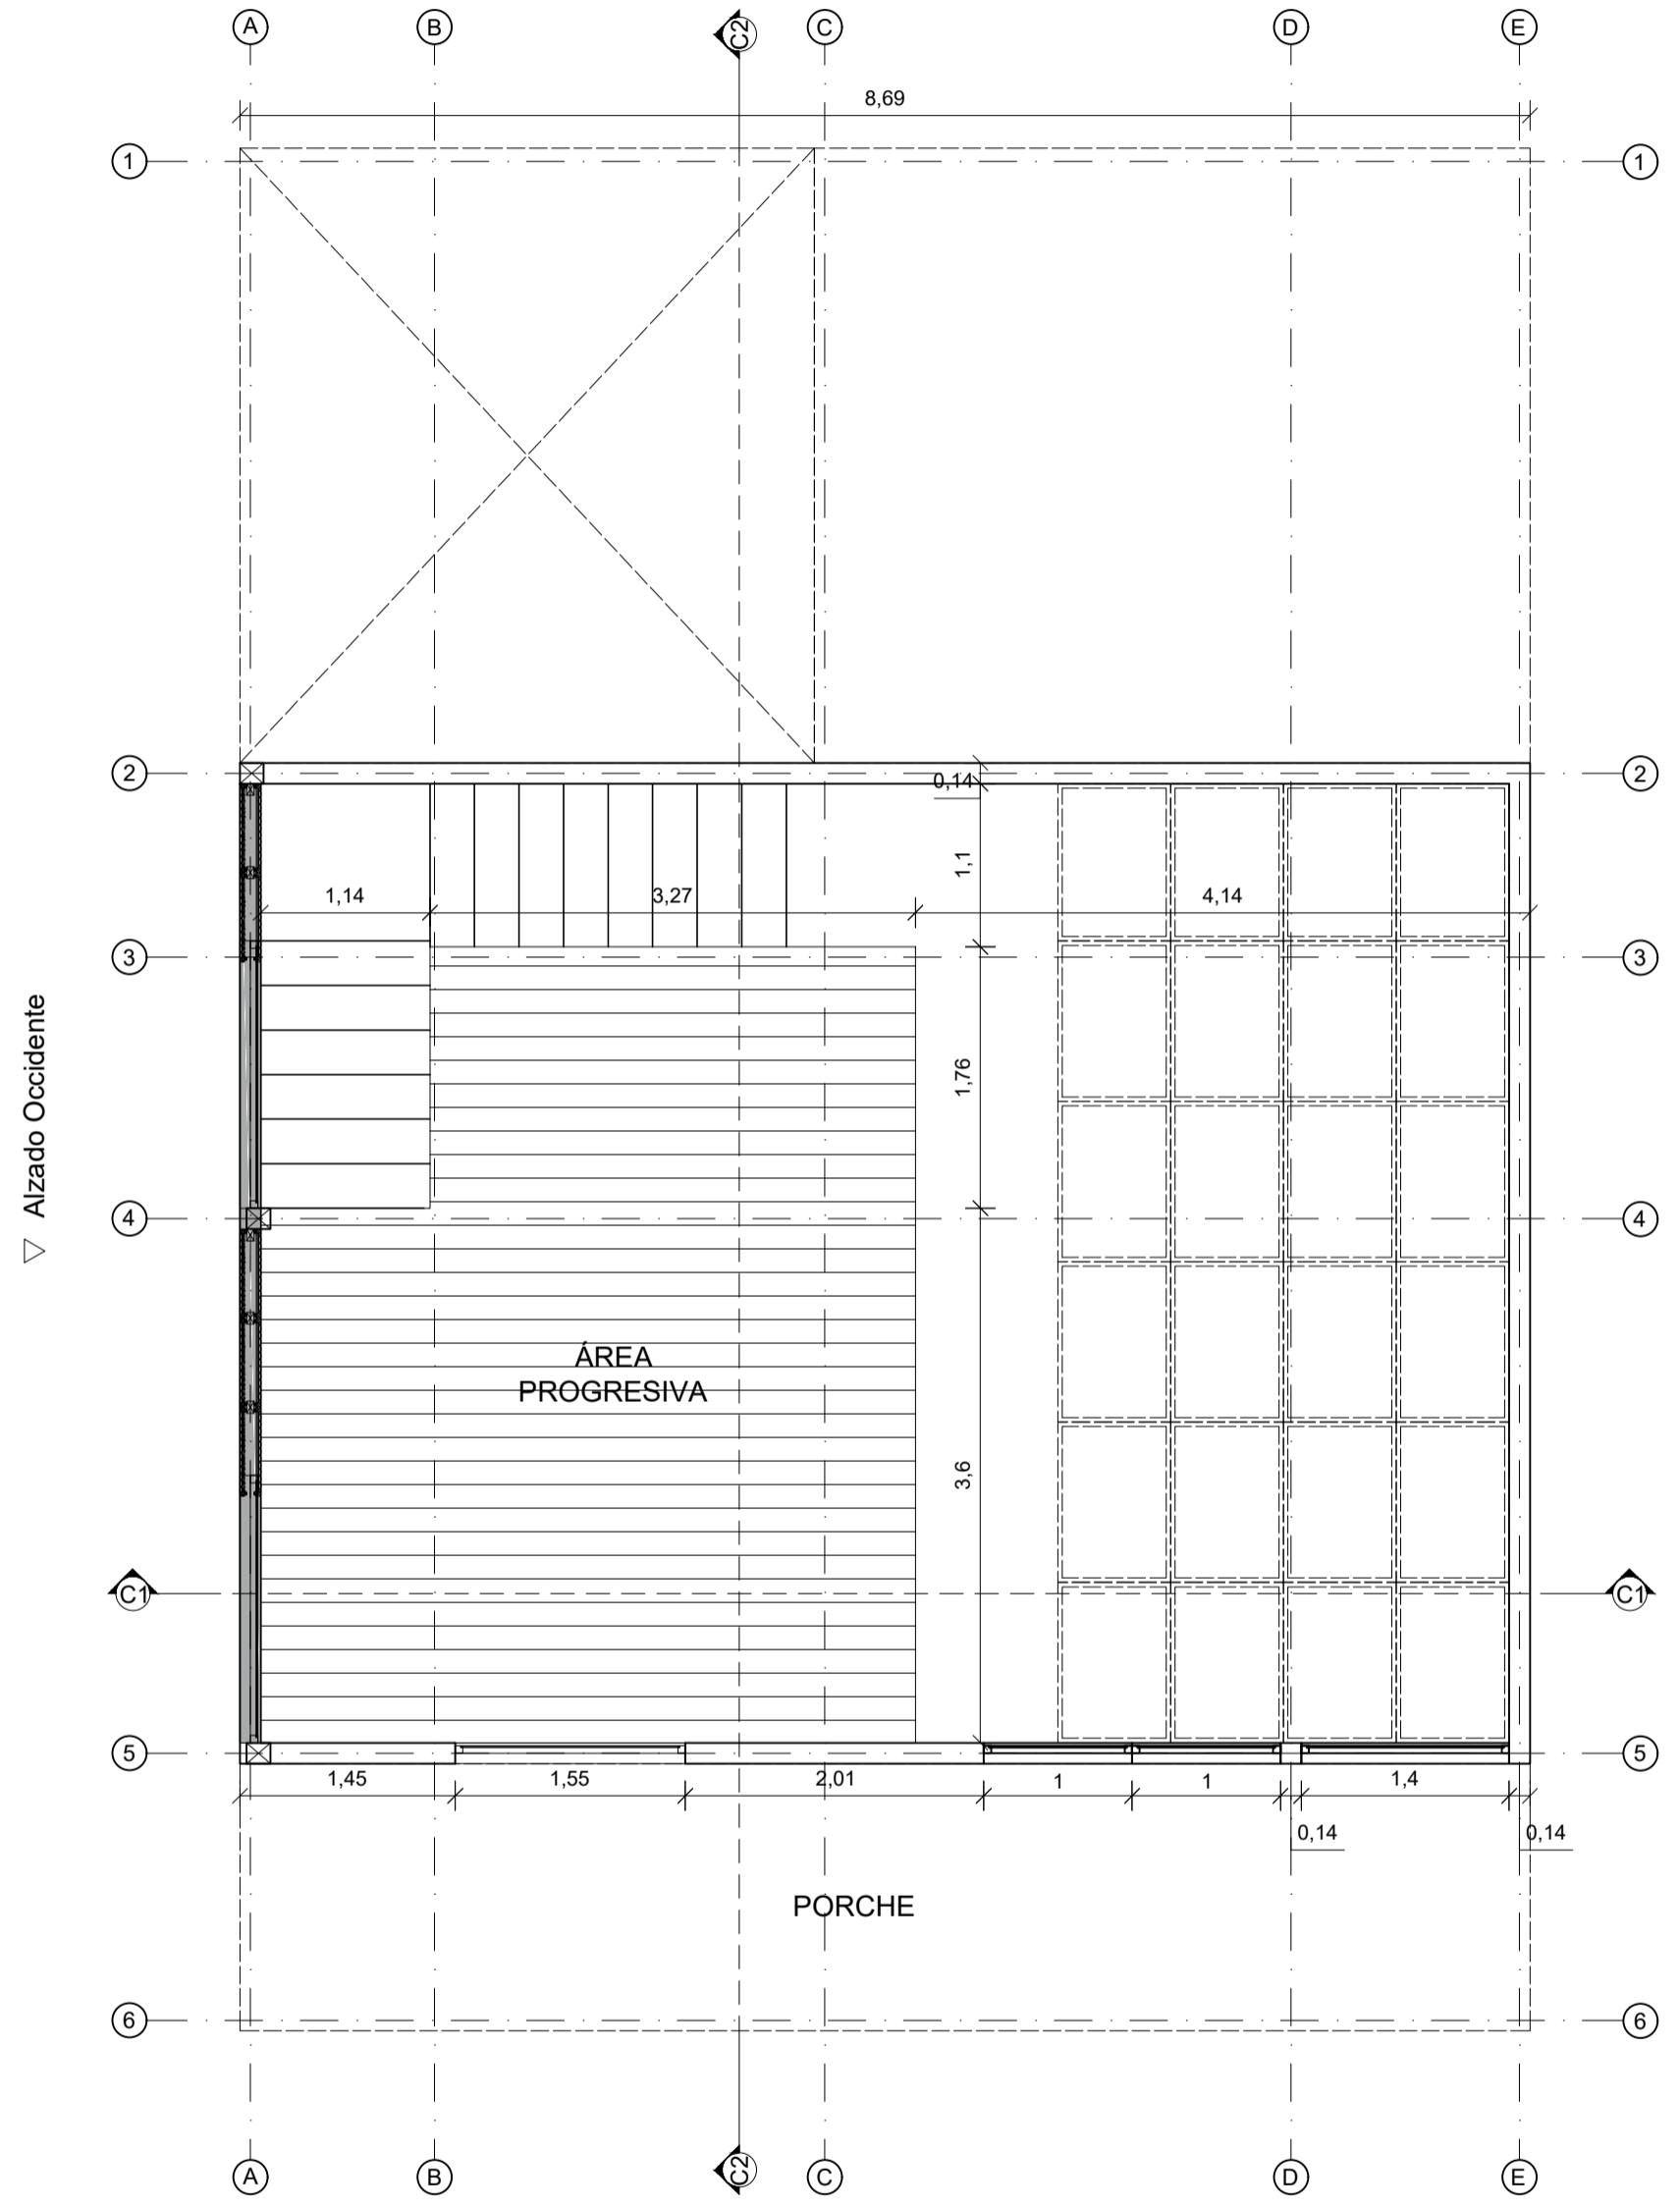 A B C2 C D E
8,69
1 1
2 2
0,14
1,1
1,14 3,27 4,14
3 3
1,76
Alzado Occidente
4 4
ÁREA
PROGRESIVA
3,6
C1 C1
5 5
1,45 1,55 2,01 1 1 1,4
0,14 0,14
PORCHE
6 6
A B C2 C D E